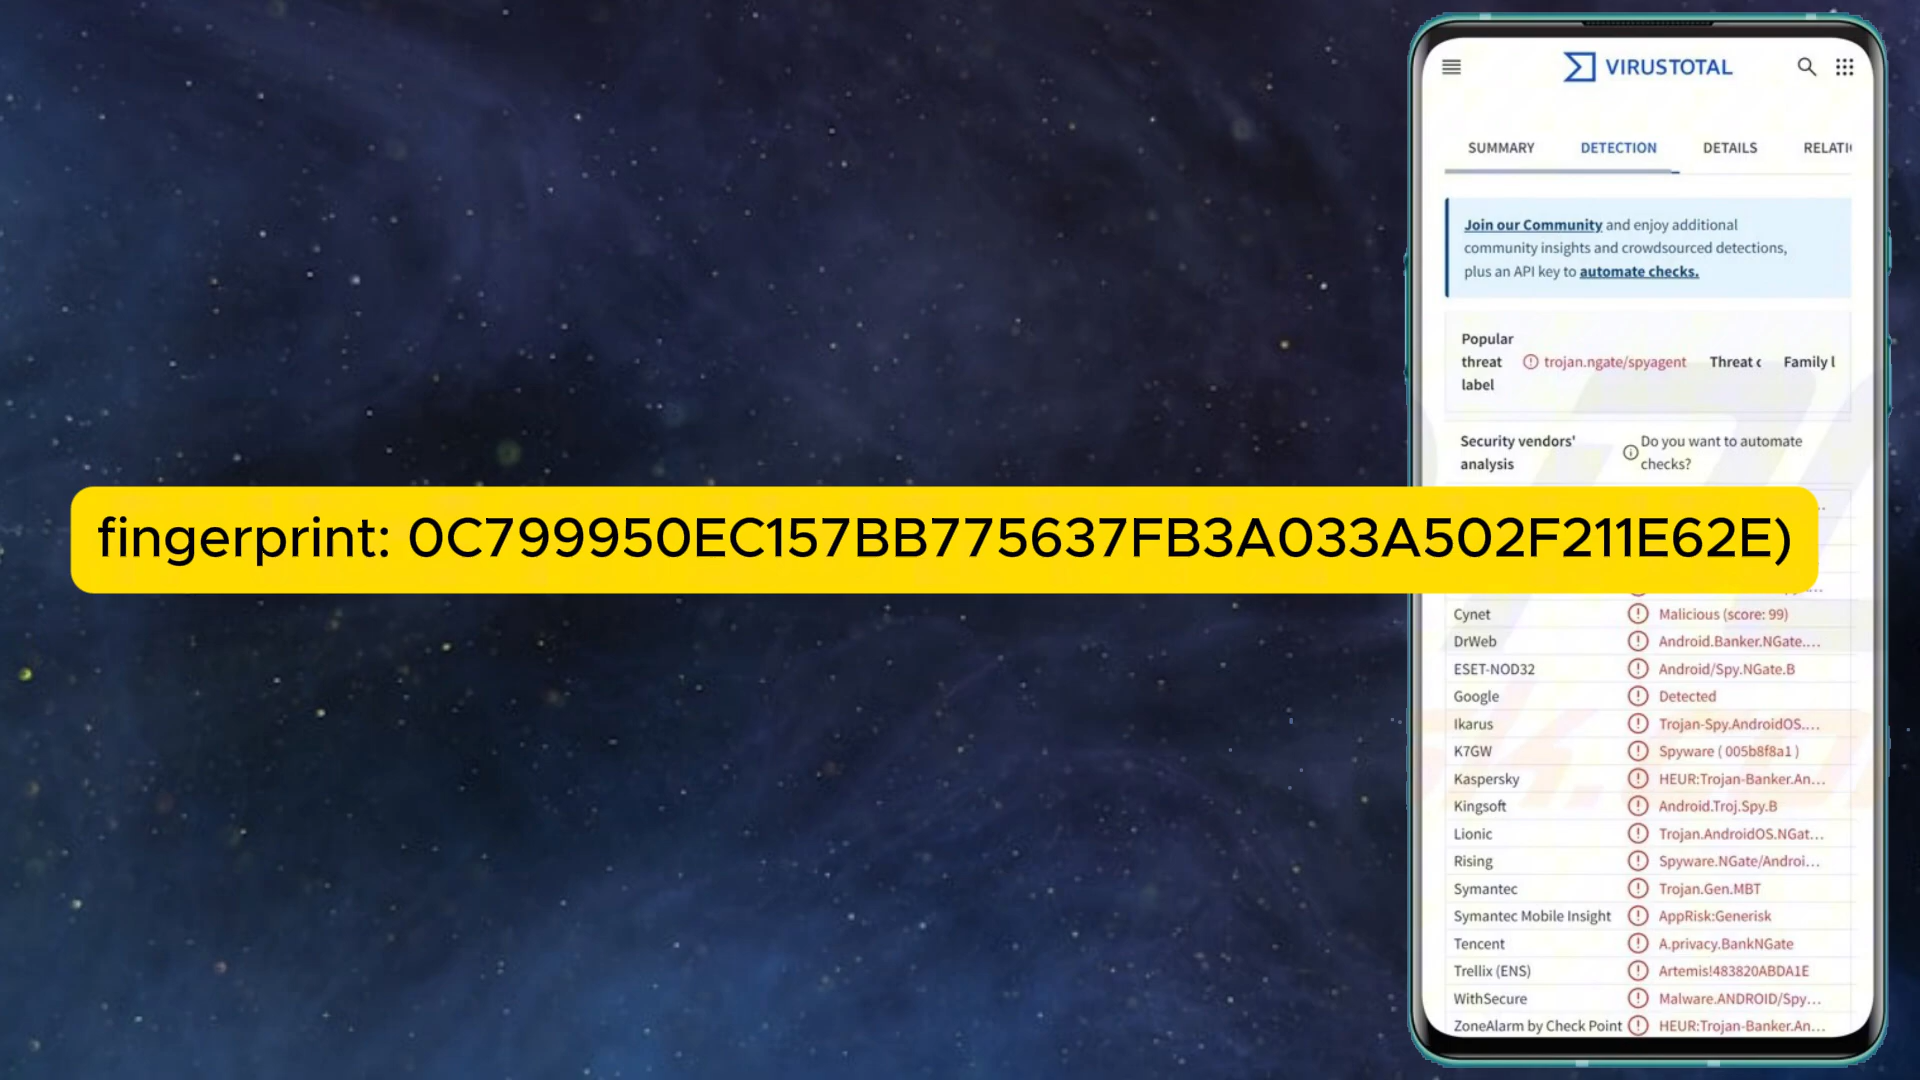 VIRUSTOTAL
SUMMARY DETECTION DETAILS RELATI
Join our Community and enjoy additional
community insights and crowdsourced detections,
plus an API key to automate checks.
Popular
threat
label
trojan.ngate/spyagent Threat c Family l
Security vendors'
analysis
Do you want to automate
checks?
fingerprint: 0C799950EC157BB775637FB3A033A502F211E62E)
Cynet Malicious (score: 99)
DrWeb Android.Banker.NGate....
ESET-NOD32 Android/Spy.NGate.B
Google Detected
Ikarus Trojan-Spy.AndroidOS....
K7GW Spyware ( 005b8f8a1 )
Kaspersky HEUR:Trojan-Banker.An...
Kingsoft Android.Troj.Spy.B
Lionic Trojan.AndroidOS.NGat...
Rising Spyware.NGate/Androi...
Symantec Trojan.Gen.MBT
Symantec Mobile Insight AppRisk:Generisk
Tencent A.privacy.BankNGate
Trellix (ENS) Artemis!483820ABDA1E
WithSecure Malware.ANDROID/Spy...
ZoneAlarm by Check Point HEUR:Trojan-Banker.An...